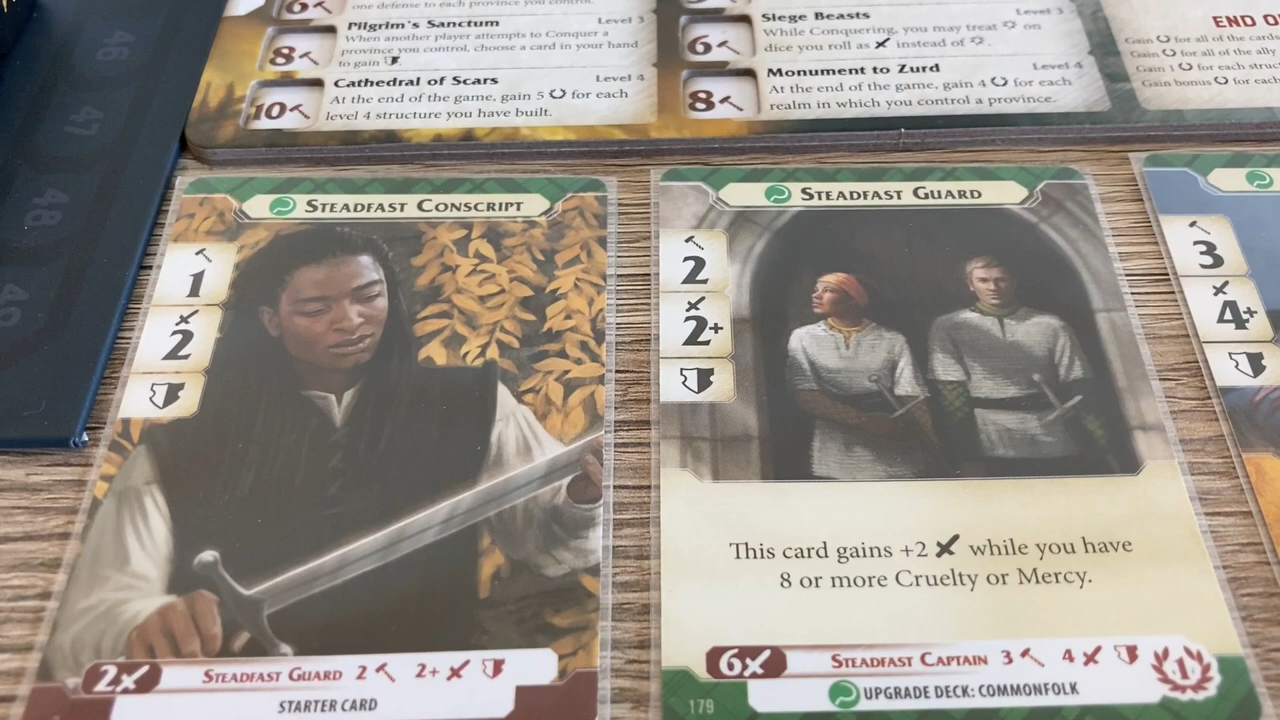 46
47
48
49
6
one defense to each province you control.
Pilgrim's Sanctum Level 3
8
When another player attempts to Conquer a
province you control, choose a card in your hand
to gain
Cathedral of Scars Level 4
10
At the end of the game, gain 5 for each
level 4 structure you have built.
Siege Beasts Level 3
6
While Conquering, you may treat on
dice you roll as instead of
Monument to Zurd Level 4
8
At the end of the game, gain 4 for each
realm in which you control a province.
END O
Gain for all of the cards
Gain for all of the ally
Gain 1 for each struct
Gain bonus for each
STEADFAST CONSCRIPT
1
2
2 STEADFAST GUARD 2 2+
STARTER CARD
STEADFAST GUARD
2
2+
This card gains +2 while you have
8 or more Cruelty or Mercy.
6 STEADFAST CAPTAIN 3 4 1
UPGRADE DECK: COMMONFOLK
179
3
4+